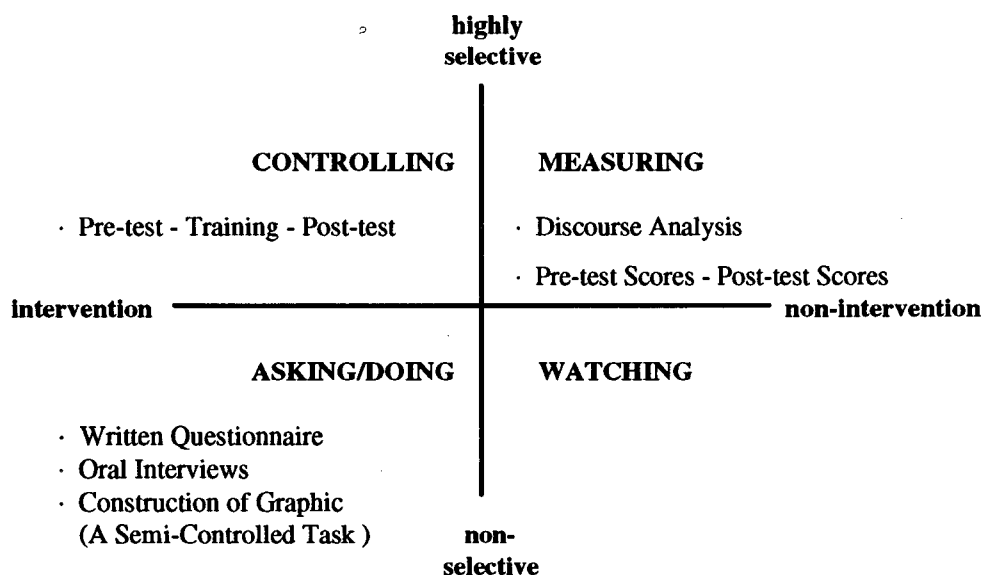 highly
selective
CONTROLLING
MEASURING
· Pre-test - Training - Post-test
· Discourse Analysis
· Pre-test Scores - Post-test Scores
intervention
non-intervention
ASKING/DOING
WATCHING
· Written Questionnaire
· Oral Interviews
· Construction of Graphic
(A Semi-Controlled Task )
non-
selective